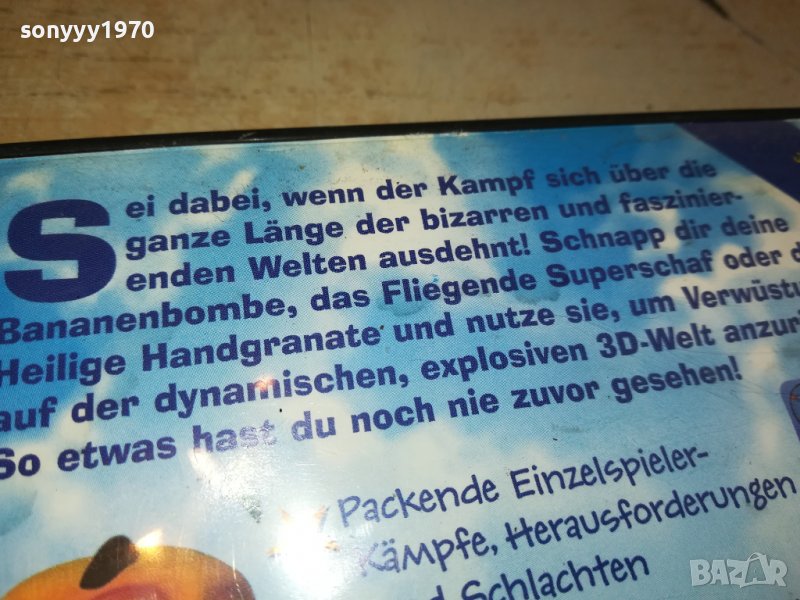 sonyyy1970
Sei dabei, wenn der Kampf sich über die
ganze Länge der bizarren und faszinier-
enden Welten ausdehnt! Schnapp dir deine
Bananenbombe, das Fliegende Superschaf oder d
Heilige Handgranate und nutze sie, um Verwüstu
auf der dynamischen, explosiven 3D-Welt anzuri
So etwas hast du noch nie zuvor gesehen!
Packende Einzelspieler-
Kämpfe, Herausforderungen
d Schlachten
BAZAR